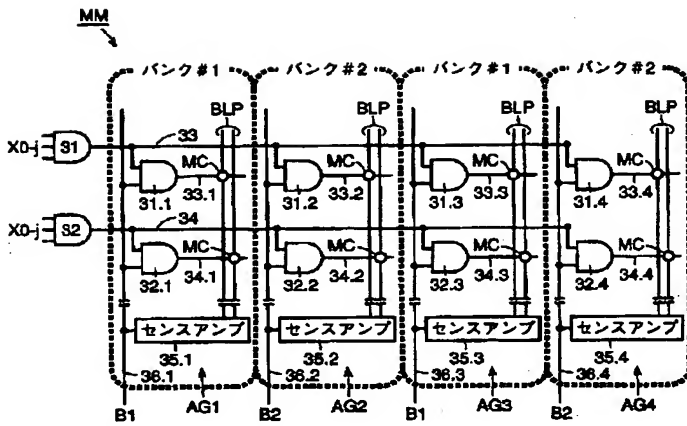 MM
バンク#1 バンク#2 バンク#1 バンク#2
BLP BLP BLP BLP
X0-j 31 33
MC MC MC MC
31.1 33.1 31.2 33.2 31.3 33.3 31.4 33.4
X0-j 32 34
MC MC MC MC
32.1 34.1 32.2 34.2 32.3 34.3 32.4 34.4
センスアンプ センスアンプ センスアンプ センスアンプ
35.1 35.2 35.3 35.4
36.1 36.2 36.3 36.4
B1 AG1 B2 AG2 B1 AG3 B2 AG4